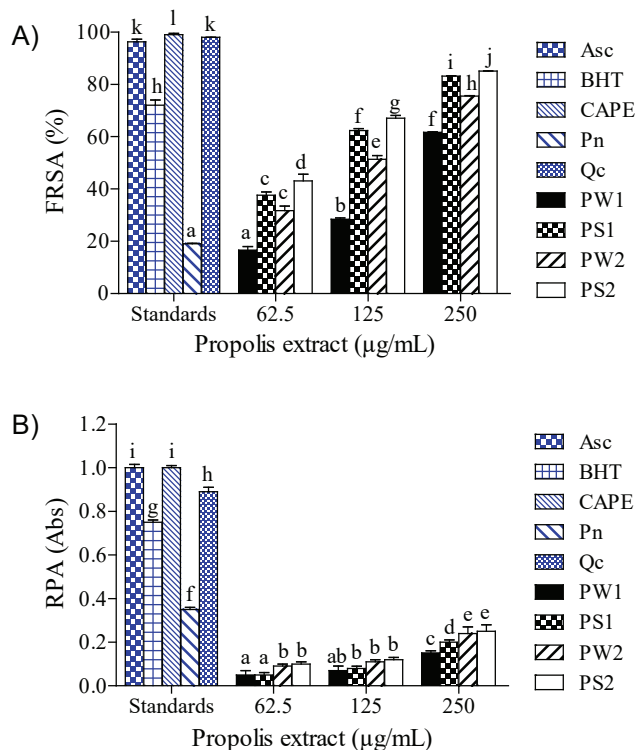 A)
FRSA (%)
100
80
60
40
20
0
k h l a k a c c d b f e g f i h j
Standards 62.5 125 250
Propolis extract (µg/mL)
Asc
BHT
CAPE
Pn
Qc
PW1
PS1
PW2
PS2
B)
RPA (Abs)
1.2
1.0
0.8
0.6
0.4
0.2
0.0
i g i f h a a b b ab b b b c d e e
Standards 62.5 125 250
Propolis extract (µg/mL)
Asc
BHT
CAPE
Pn
Qc
PW1
PS1
PW2
PS2